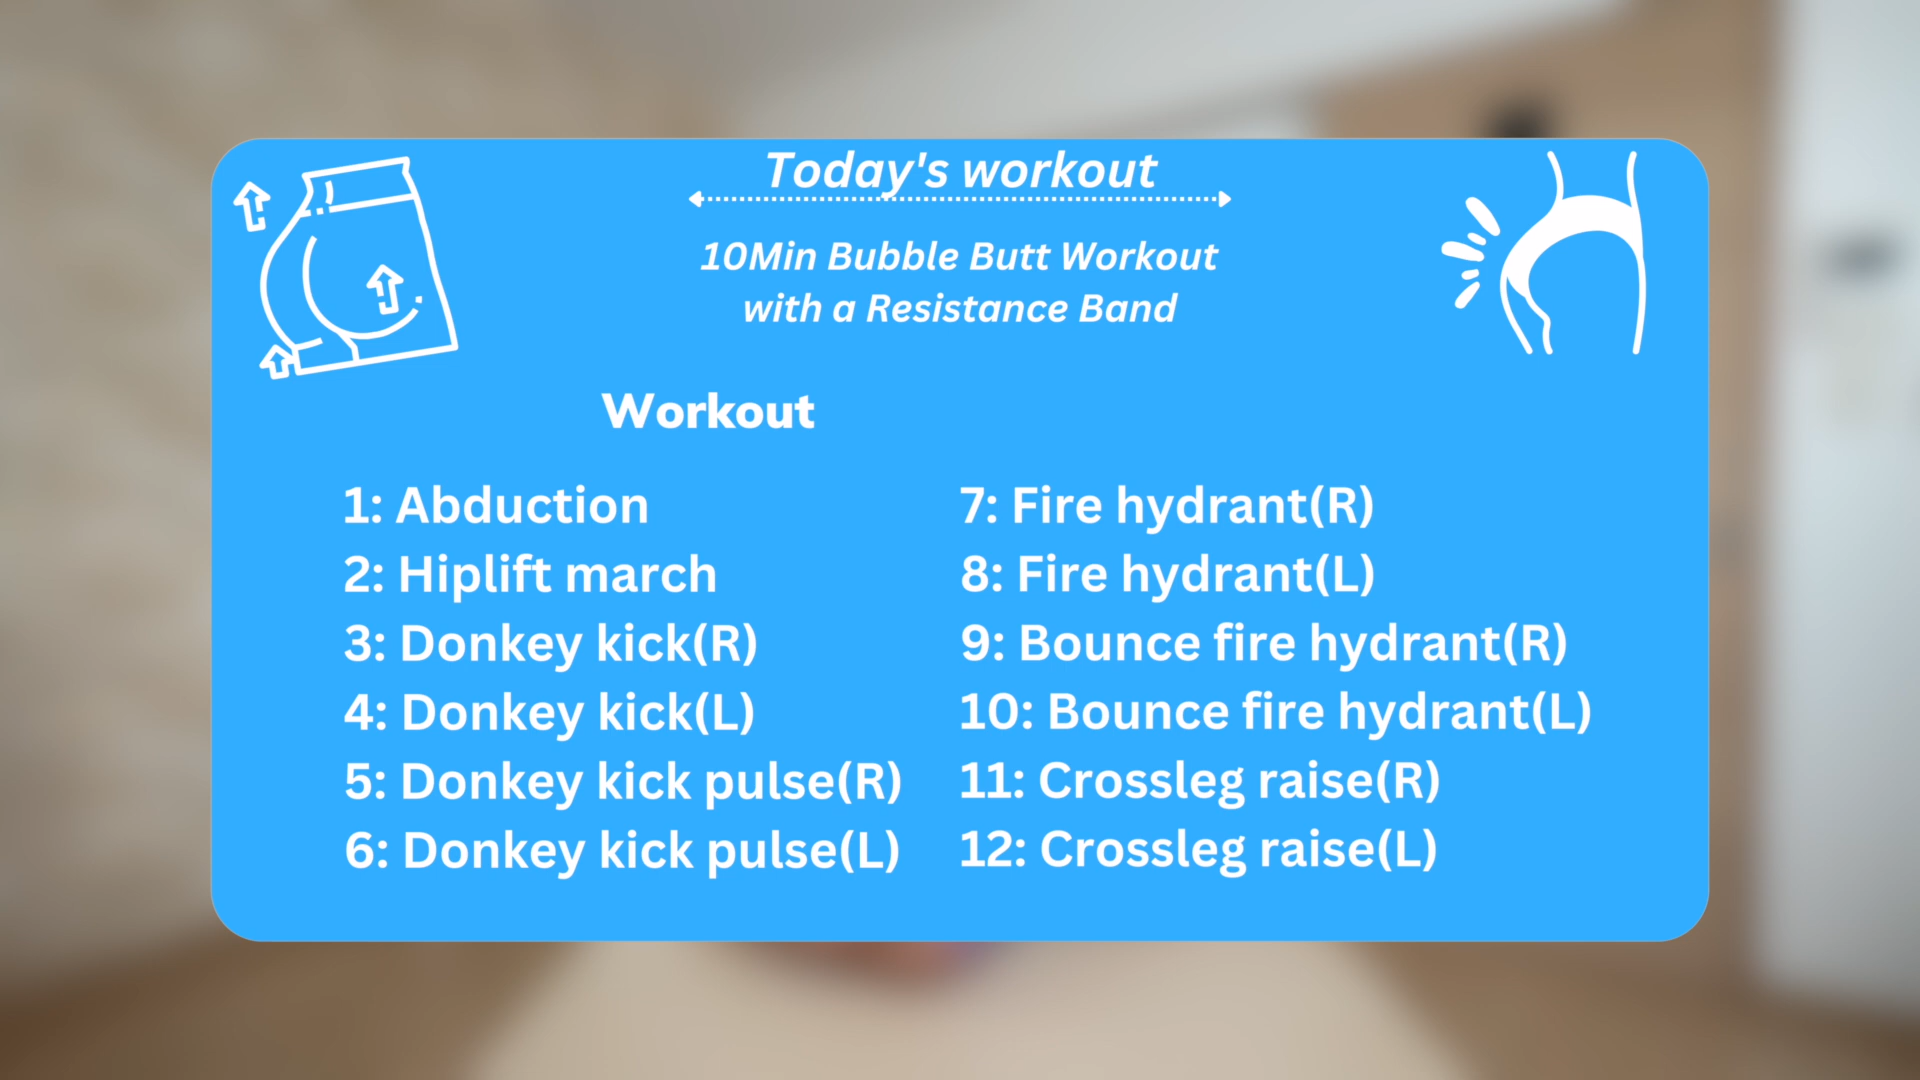 Today's workout
10Min Bubble Butt Workout
with a Resistance Band
Workout
1: Abduction
2: Hiplift march
3: Donkey kick(R)
4: Donkey kick(L)
5: Donkey kick pulse(R)
6: Donkey kick pulse(L)
7: Fire hydrant(R)
8: Fire hydrant(L)
9: Bounce fire hydrant(R)
10: Bounce fire hydrant(L)
11: Crossleg raise(R)
12: Crossleg raise(L)